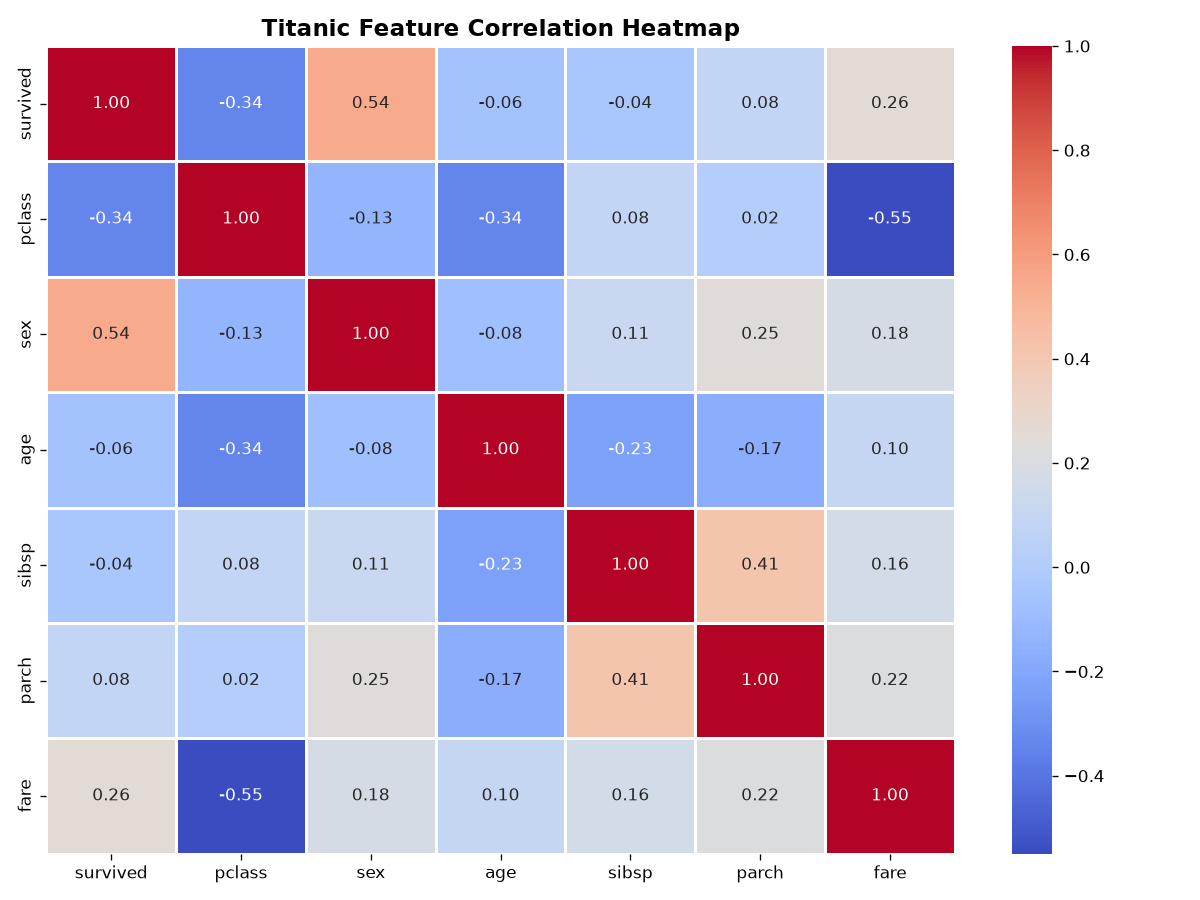 Titanic Feature Correlation Heatmap
survived 1.00 -0.34 0.54 -0.06 -0.04 0.08 0.26
pclass -0.34 1.00 -0.13 -0.34 0.08 0.02 -0.55
sex 0.54 -0.13 1.00 -0.08 0.11 0.25 0.18
age -0.06 -0.34 -0.08 1.00 -0.23 -0.17 0.10
sibsp -0.04 0.08 0.11 -0.23 1.00 0.41 0.16
parch 0.08 0.02 0.25 -0.17 0.41 1.00 0.22
fare 0.26 -0.55 0.18 0.10 0.16 0.22 1.00
survived pclass sex age sibsp parch fare
1.0
0.8
0.6
0.4
0.2
0.0
−0.2
−0.4